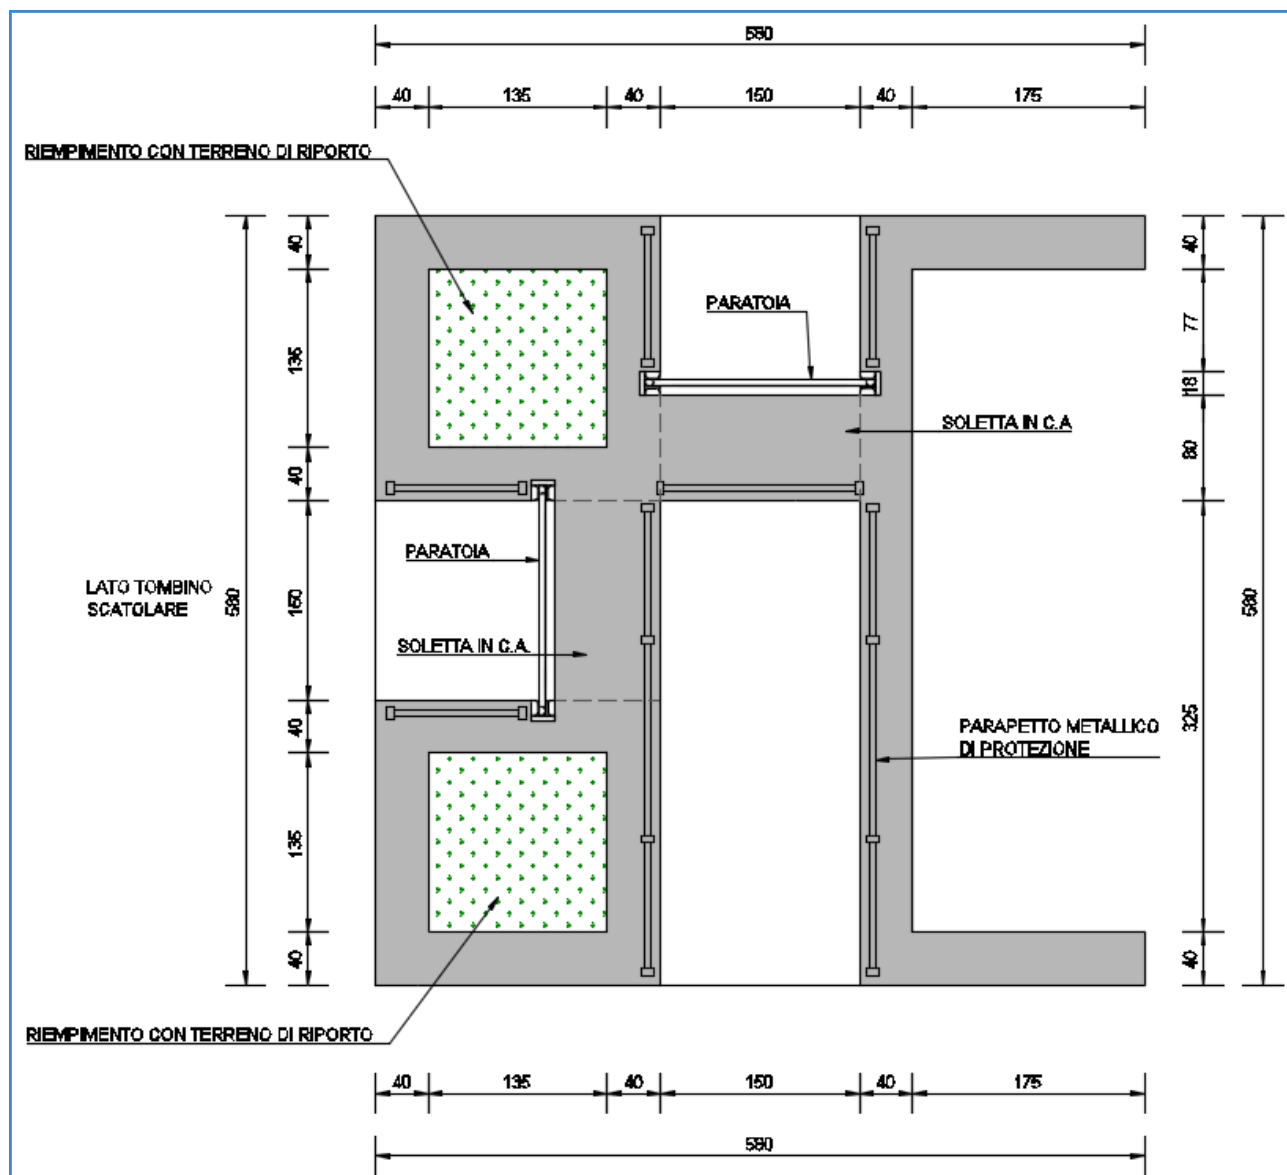 580
40 135 40 150 40 175
RIEMPIMENTO CON TERRENO DI RIPORTO
40
40
PARATOIA
77
135
18
SOLETTA IN C.A
80
40
PARATOIA
LATO TOMBINO
SCATOLARE
580
150
580
SOLETTA IN C.A.
40
PARAPETTO METALLICO
DI PROTEZIONE
325
135
40
40
RIEMPIMENTO CON TERRENO DI RIPORTO
40 135 40 150 40 175
580